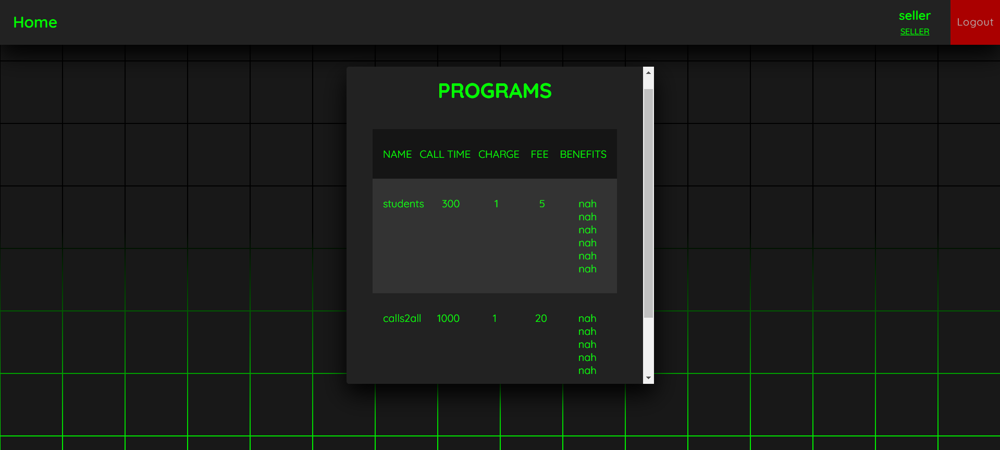 Home
seller
SELLER
Logout
PROGRAMS
NAME CALL TIME CHARGE FEE BENEFITS
students 300 1 5 nah
nah
nah
nah
nah
nah
calls2all 1000 1 20 nah
nah
nah
nah
nah